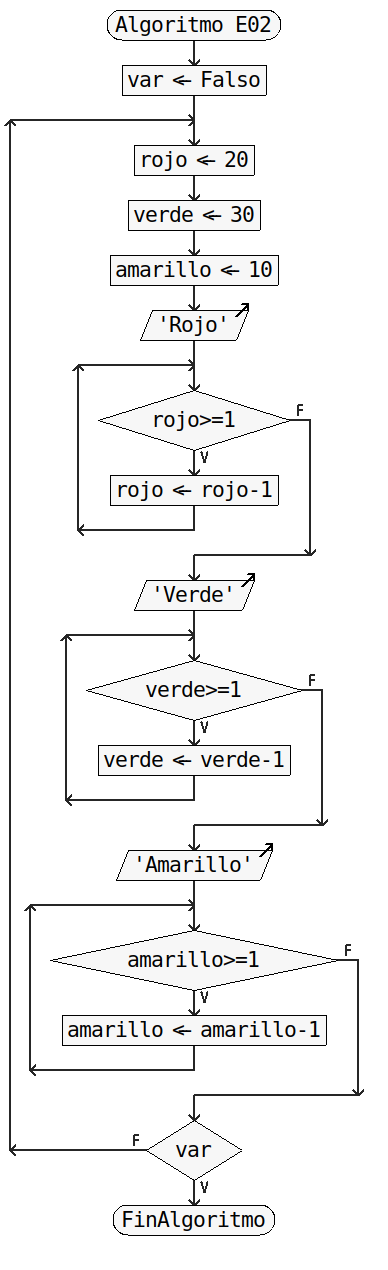 Algoritmo E02
var ← Falso
rojo ← 20
verde ← 30
amarillo ← 10
'Rojo'
rojo>=1
F
V
rojo ← rojo-1
'Verde'
verde>=1
F
V
verde ← verde-1
'Amarillo'
amarillo>=1
F
V
amarillo ← amarillo-1
F
var
V
FinAlgoritmo